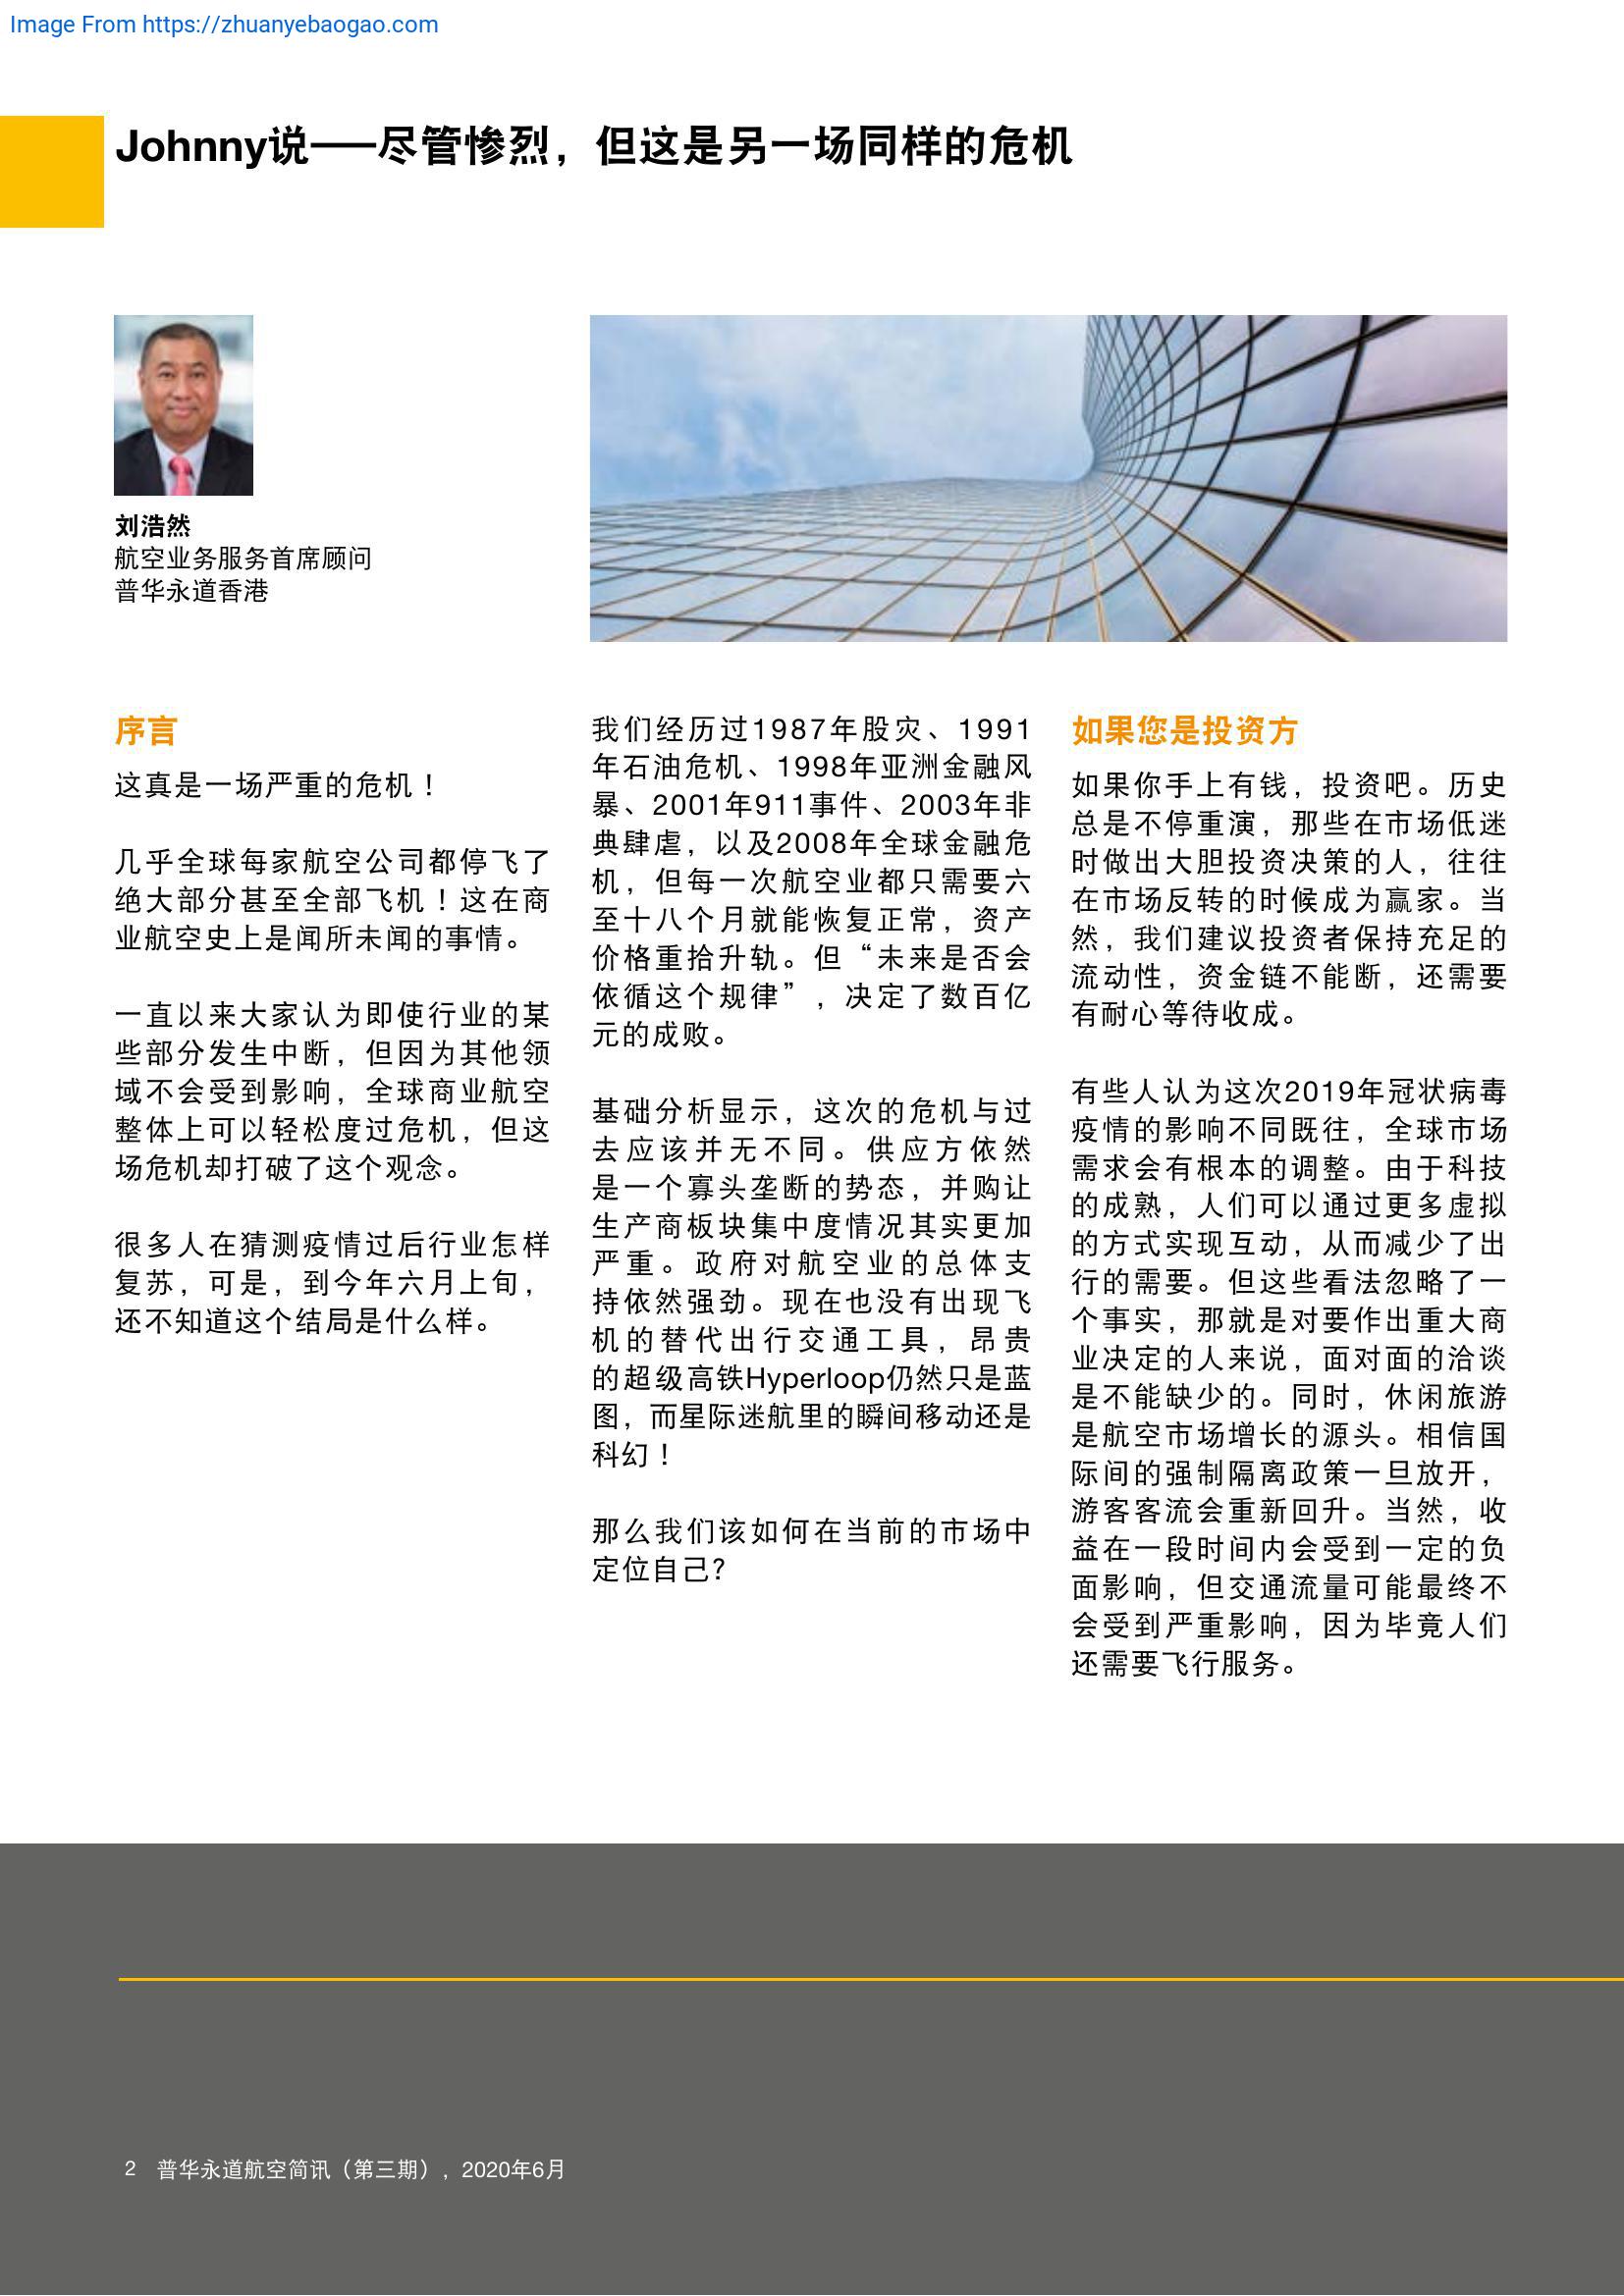 Image From https://zhuanyebaogao.com
Johnny说——尽管惨烈，但这是另一场同样的危机
刘浩然
航空业务服务首席顾问
普华永道香港
序言
这真是一场严重的危机！
几乎全球每家航空公司都停飞了
绝大部分甚至全部飞机！这在商
业航空史上是闻所未闻的事情。
一直以来大家认为即使行业的某
些部分发生中断，但因为其他领
域不会受到影响，全球商业航空
整体上可以轻松度过危机，但这
场危机却打破了这个观念。
很多人在猜测疫情过后行业怎样
复苏，可是，到今年六月上旬，
还不知道这个结局是什么样。
我们经历过1987年股灾、1991
年石油危机、1998年亚洲金融风
暴、2001年911事件、2003年非
典肆虐，以及2008年全球金融危
机，但每一次航空业都只需要六
至十八个月就能恢复正常，资产
价格重拾升轨。但“未来是否会
依循这个规律”，决定了数百亿
元的成败。
基础分析显示，这次的危机与过
去应该并无不同。供应方依然
是一个寡头垄断的势态，并购让
生产商板块集中度情况其实更加
严重。政府对航空业的总体支
持依然强劲。现在也没有出现飞
机的替代出行交通工具，昂贵
的超级高铁Hyperloop仍然只是蓝
图，而星际迷航里的瞬间移动还是
科幻！
那么我们该如何在当前的市场中
定位自己？
如果您是投资方
如果你手上有钱，投资吧。历史
总是不停重演，那些在市场低迷
时做出大胆投资决策的人，往往
在市场反转的时候成为赢家。当
然，我们建议投资者保持充足的
流动性，资金链不能断，还需要
有耐心等待收成。
有些人认为这次2019年冠状病毒
疫情的影响不同既往，全球市场
需求会有根本的调整。由于科技
的成熟，人们可以通过更多虚拟
的方式实现互动，从而减少了出
行的需要。但这些看法忽略了一
个事实，那就是对要作出重大商
业决定的人来说，面对面的洽谈
是不能缺少的。同时，休闲旅游
是航空市场增长的源头。相信国
际间的强制隔离政策一旦放开，
游客客流会重新回升。当然，收
益在一段时间内会受到一定的负
面影响，但交通流量可能最终不
会受到严重影响，因为毕竟人们
还需要飞行服务。
2 普华永道航空简讯（第三期），2020年6月